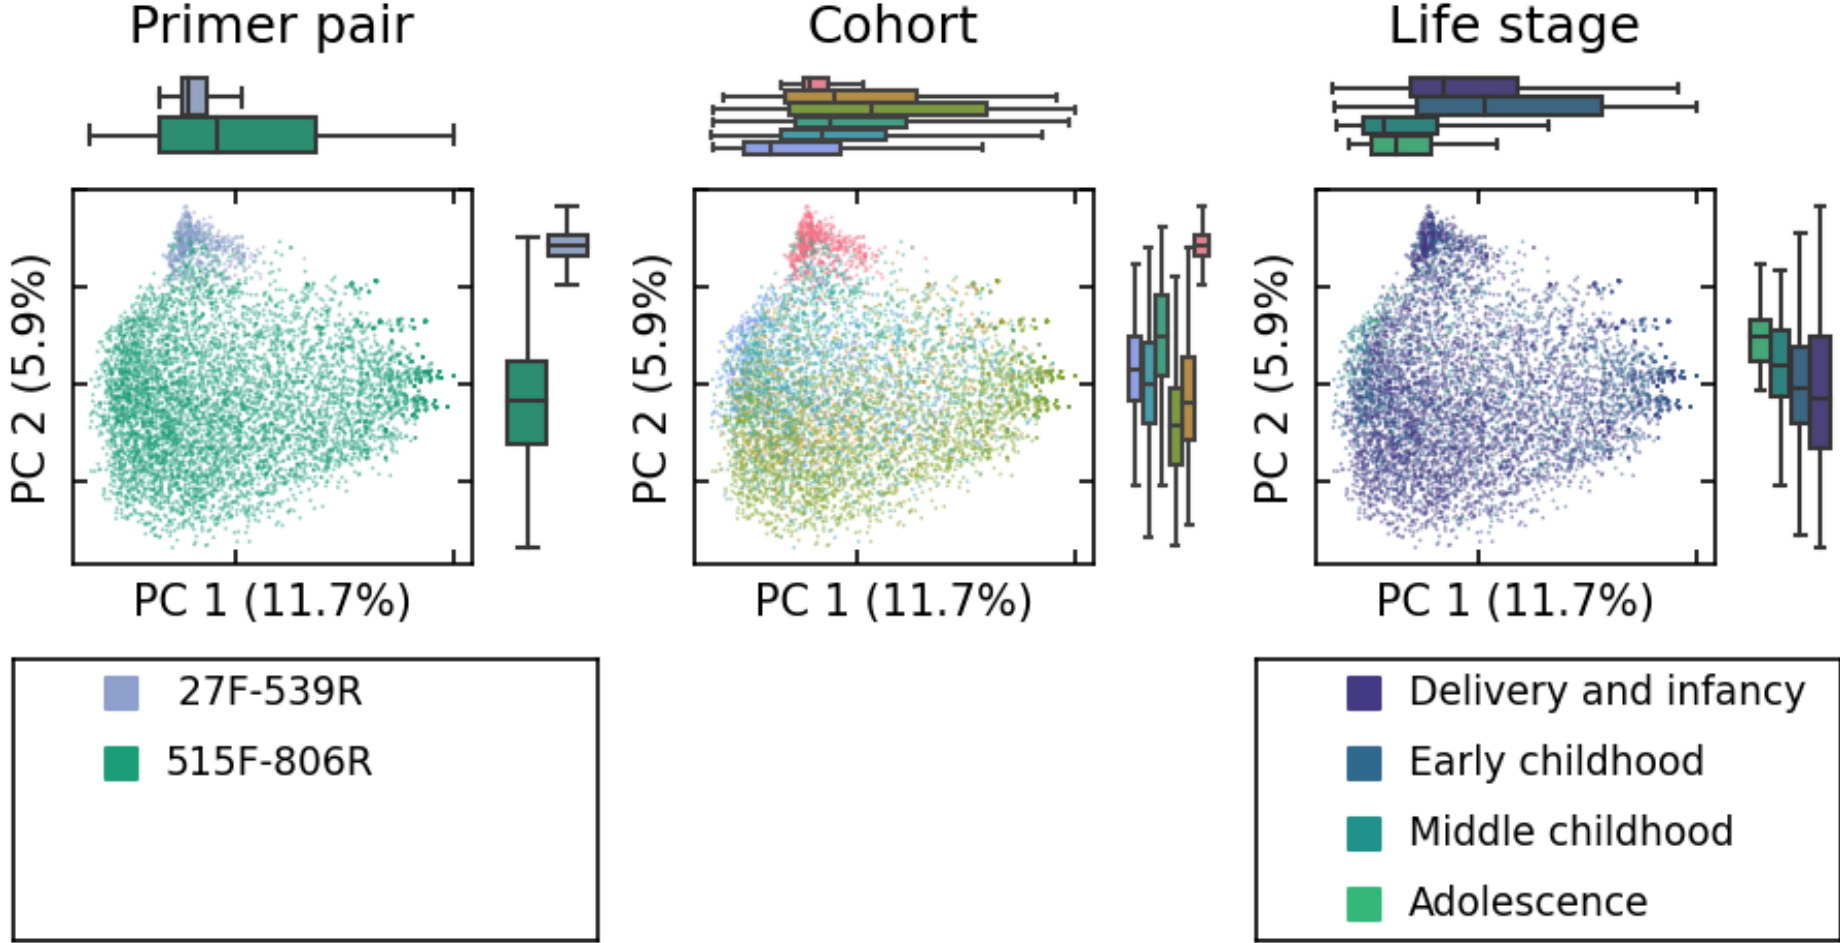 Primer pair
Cohort
Life stage
PC 2 (5.9%)
PC 1 (11.7%)
PC 2 (5.9%)
PC 1 (11.7%)
PC 2 (5.9%)
PC 1 (11.7%)
27F-539R
515F-806R
Delivery and infancy
Early childhood
Middle childhood
Adolescence